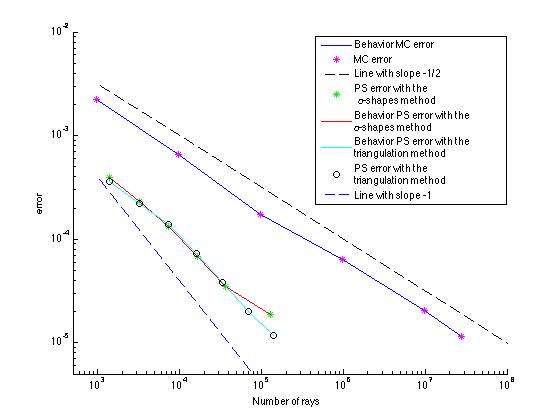 10^-2
10^-3
10^-4
10^-5
error
10^3
10^4
10^5
10^6
10^7
10^8
Number of rays
Behavior MC error
MC error
Line with slope -1/2
PS error with the
α-shapes method
Behavior PS error with the
α-shapes method
Behavior PS error with the
triangulation method
PS error with the
triangulation method
Line with slope -1